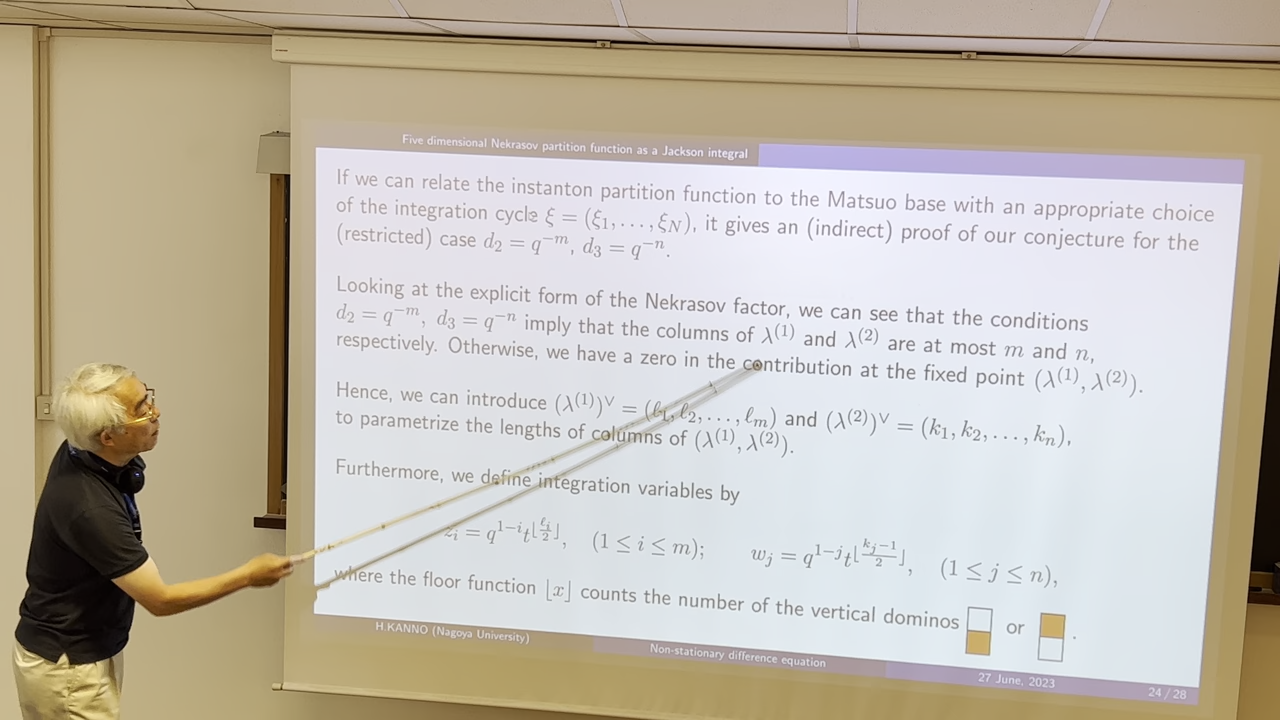 Five dimensional Nekrasov partition function as a Jackson integral
If we can relate the instanton partition function to the Matsuo base with an appropriate choice
of the integration cycle ξ = (ξ₁, . . . , ξ_N), it gives an (indirect) proof of our conjecture for the
(restricted) case d₂ = q^{−m}, d₃ = q^{−n}.
Looking at the explicit form of the Nekrasov factor, we can see that the conditions
d₂ = q^{−m}, d₃ = q^{−n} imply that the columns of λ^{(1)} and λ^{(2)} are at most m and n,
respectively. Otherwise, we have a zero in the contribution at the fixed point (λ^{(1)}, λ^{(2)}).
Hence, we can introduce (λ^{(1)})^∨ = (ℓ₁, ℓ₂, . . . , ℓ_m) and (λ^{(2)})^∨ = (k₁, k₂, . . . , k_n),
to parametrize the lengths of columns of (λ^{(1)}, λ^{(2)}).
Furthermore, we define integration variables by
z_i = q^{1−i}t^{⌊ℓ_i/2⌋}, (1 ≤ i ≤ m); w_j = q^{1−j}t^{⌊(k_j−1)/2⌋}, (1 ≤ j ≤ n),
where the floor function ⌊x⌋ counts the number of the vertical dominos or .
H.KANNO (Nagoya University)
Non-stationary difference equation
27 June, 2023
24 / 28